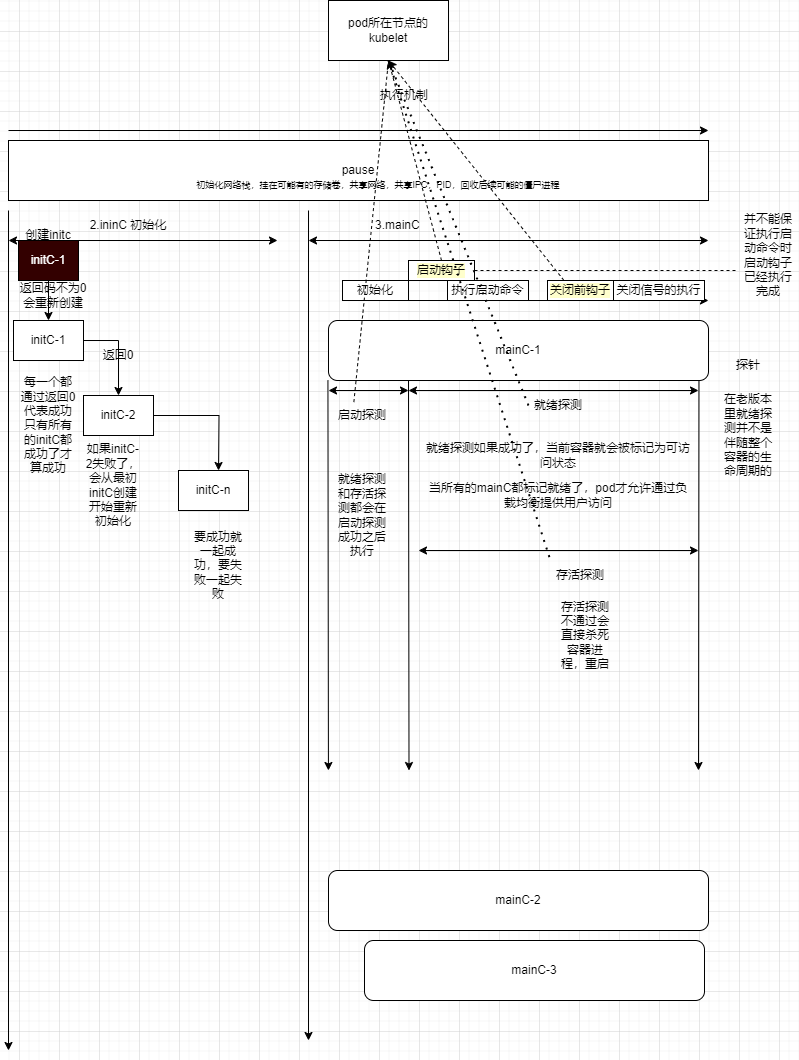 pod所在节点的
kubelet
执行机制
pause
初始化网络栈，挂在可能有的存储卷，共享网络，共享IPC、PID，回收后续可能的僵尸进程
2.ininC 初始化
3.mainC
创建initc
initC-1
返回码不为0
会重新创建
initC-1
返回0
每一个都
通过返回0
代表成功
只有所有
的initC都
成功了才
算成功
initC-2
如果initC-
2失败了，
会从最初
initC创建
开始重新
初始化
initC-n
要成功就
一起成
功，要失
败一起失
败
启动钩子
初始化
执行启动命令
关闭前钩子
关闭信号的执行
并不能保
证执行启
动命令时
启动钩子
已经执行
完成
mainC-1
启动探测
就绪探测
和存活探
测都会在
启动探测
成功之后
执行
就绪探测
就绪探测如果成功了，当前容器就会被标记为可访
问状态
当所有的mainC都标记就绪了，pod才允许通过负
载均衡提供用户访问
存活探测
存活探测
不通过会
直接杀死
容器进
程，重启
探针
在老版本
里就绪探
测并不是
伴随整个
容器的生
命周期的
mainC-2
mainC-3